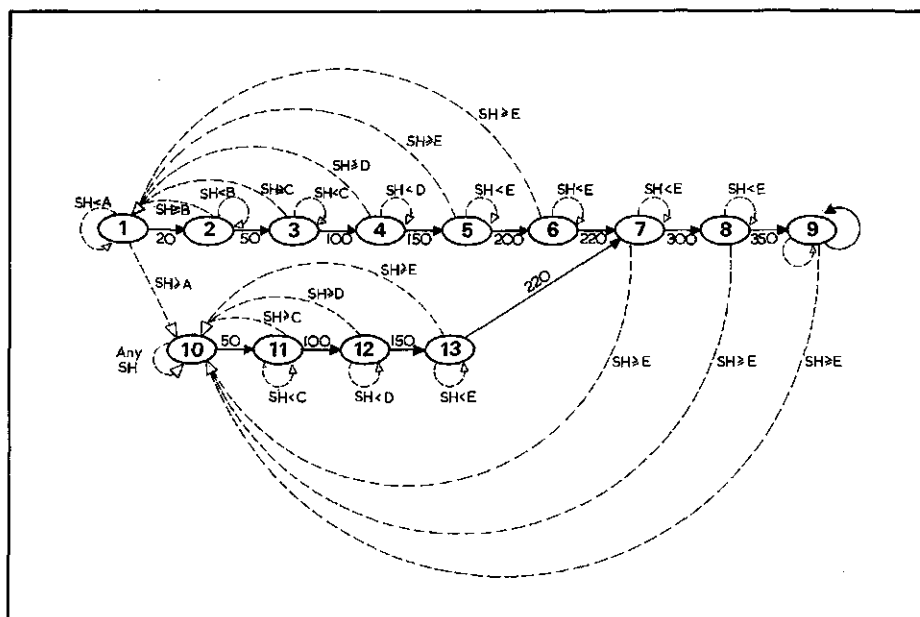 SH≥E
SH≥E
SH≥D
SH<A SH≥B SH<B SH≥C SH<C SH<D SH<E SH<E SH<E SH<E
1 20 2 50 3 100 4 150 5 200 6 220 7 300 8 350 9
SH≥A
SH≥E
SH≥D
SH≥C
220
Any SH
10 50 11 100 12 150 13
SH<C SH<D SH<E
SH≥E SH≥E SH≥E